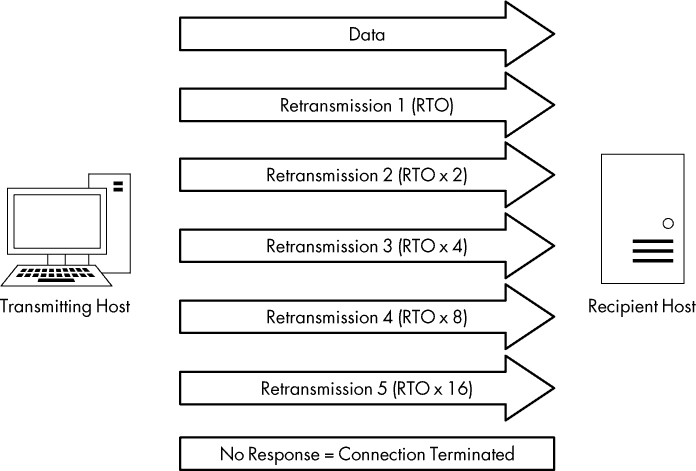 Data
Retransmission 1 (RTO)
Retransmission 2 (RTO x 2)
Retransmission 3 (RTO x 4)
Transmitting Host
Recipient Host
Retransmission 4 (RTO x 8)
Retransmission 5 (RTO x 16)
No Response = Connection Terminated